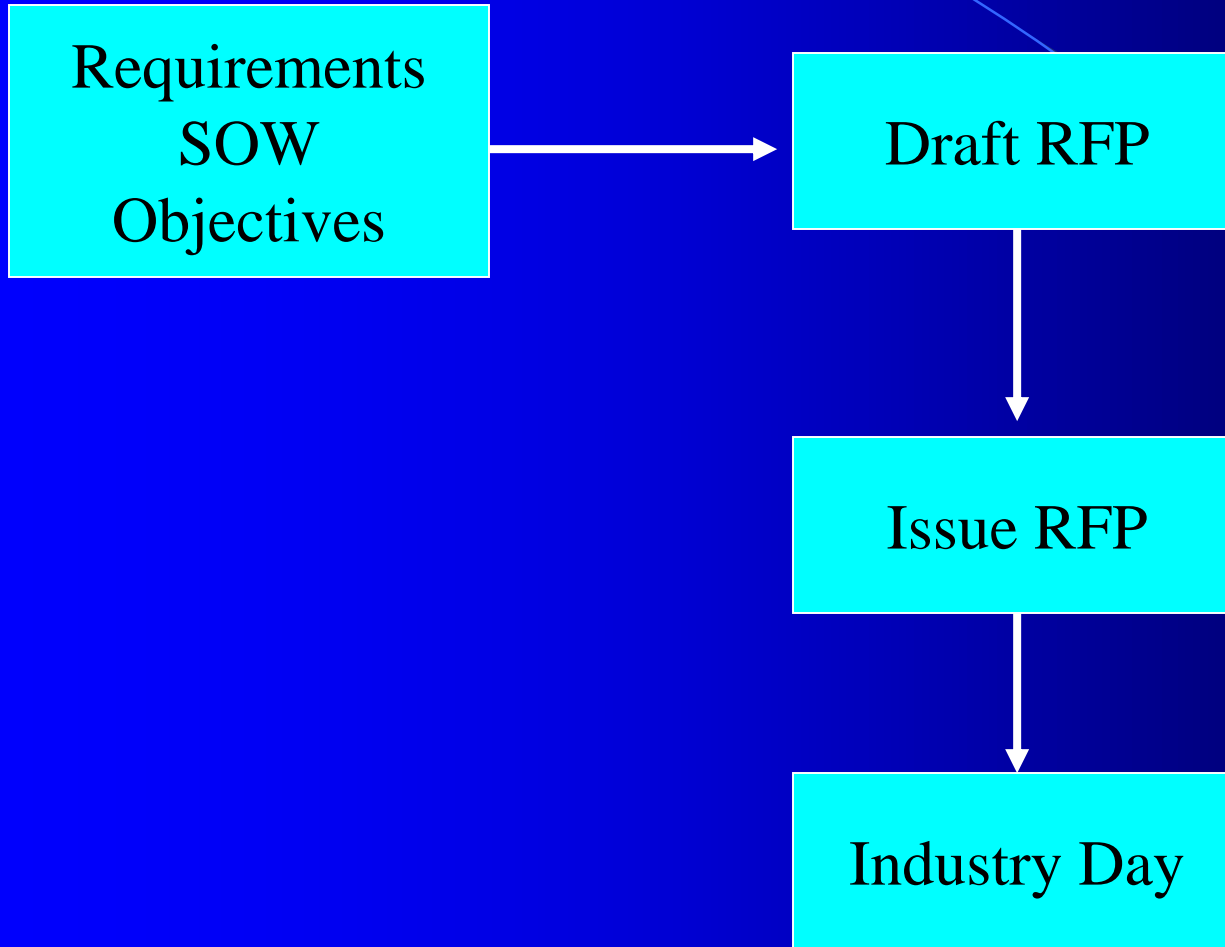 Requirements
SOW
Objectives
Draft RFP
Issue RFP
Industry Day